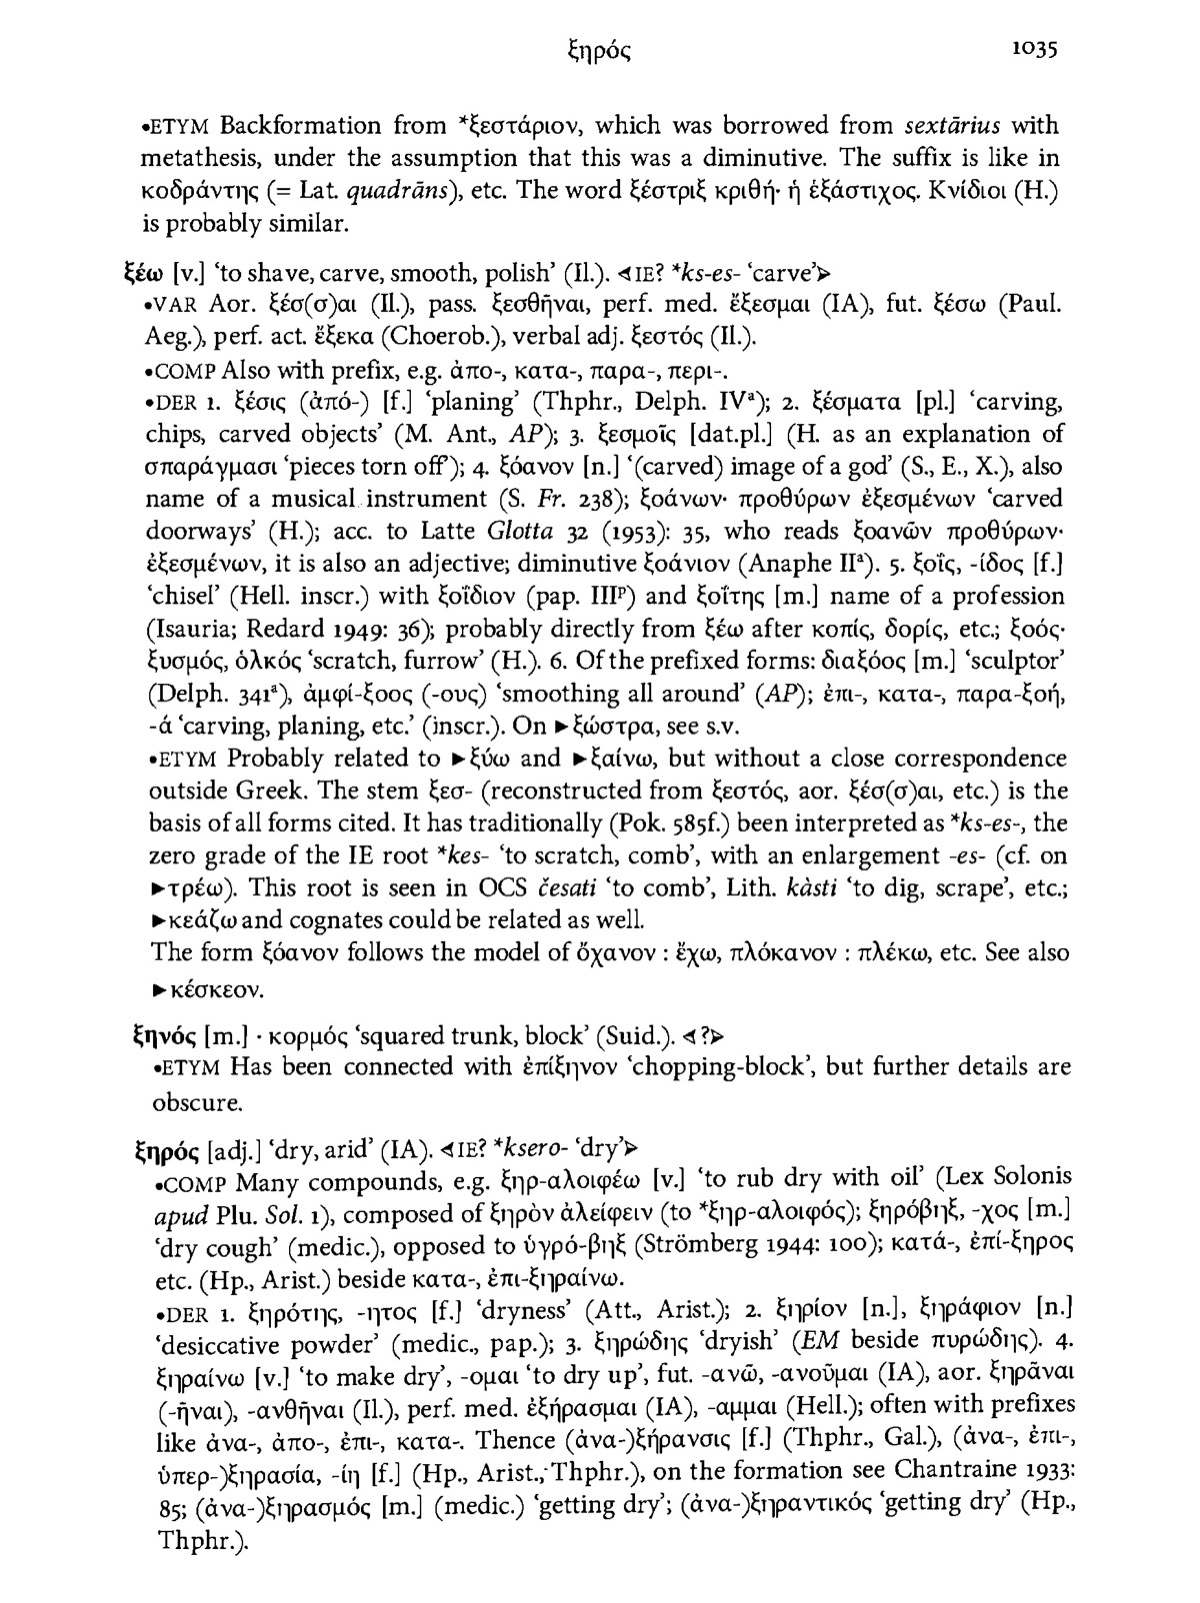 ξηρός 1035
•ETYM Backformation from *ξεστάριον, which was borrowed from sextārius with
metathesis, under the assumption that this was a diminutive. The suffix is like in
κοδράντης (= Lat. quadrāns), etc. The word ξέστριξ κριθή· ἡ ἑξάστιχος. Κνίδιοι (H.)
is probably similar.
ξέω [v.] ‘to shave, carve, smooth, polish’ (Il.). ◁IE? *ks-es- ‘carve’▷
•VAR Aor. ξέσ(σ)αι (Il.), pass. ξεσθῆναι, perf. med. ἔξεσμαι (IA), fut. ξέσω (Paul.
Aeg.), perf. act. ἔξεκα (Choerob.), verbal adj. ξεστός (Il.).
•COMP Also with prefix, e.g. ἀπο-, κατα-, παρα-, περι-.
•DER 1. ξέσις (ἀπό-) [f.] ‘planing’ (Thphr., Delph. IVᵃ); 2. ξέσματα [pl.] ‘carving,
chips, carved objects’ (M. Ant., AP); 3. ξεσμοῖς [dat.pl.] (H. as an explanation of
σπαράγμασι ‘pieces torn off’); 4. ξόανον [n.] ‘(carved) image of a god’ (S., E., X.), also
name of a musical instrument (S. Fr. 238); ξοάνων· προθύρων ἐξεσμένων ‘carved
doorways’ (H.); acc. to Latte Glotta 32 (1953): 35, who reads ξοανῶν προθύρων·
ἐξεσμένων, it is also an adjective; diminutive ξοάνιον (Anaphe IIᵃ). 5. ξοΐς, -ίδος [f.]
‘chisel’ (Hell. inscr.) with ξοΐδιον (pap. IIIᵖ) and ξοΐτης [m.] name of a profession
(Isauria; Redard 1949: 36); probably directly from ξέω after κοπίς, δορίς, etc.; ξοός·
ξυσμός, ὁλκός ‘scratch, furrow’ (H.). 6. Of the prefixed forms: διαξόος [m.] ‘sculptor’
(Delph. 341ᵃ), ἀμφί-ξοος (-ους) ‘smoothing all around’ (AP); ἐπι-, κατα-, παρα-ξοή,
-ά ‘carving, planing, etc.’ (inscr.). On ►ξώστρα, see s.v.
•ETYM Probably related to ►ξύω and ►ξαίνω, but without a close correspondence
outside Greek. The stem ξεσ- (reconstructed from ξεστός, aor. ξέσ(σ)αι, etc.) is the
basis of all forms cited. It has traditionally (Pok. 585f.) been interpreted as *ks-es-, the
zero grade of the IE root *kes- ‘to scratch, comb’, with an enlargement -es- (cf. on
►τρέω). This root is seen in OCS česati ‘to comb’, Lith. kàsti ‘to dig, scrape’, etc.;
►κεάζω and cognates could be related as well.
The form ξόανον follows the model of ὄχανον : ἔχω, πλόκανον : πλέκω, etc. See also
►κέσκεον.
ξηνός [m.] · κορμός ‘squared trunk, block’ (Suid.). ◁?▷
•ETYM Has been connected with ἐπίξηνον ‘chopping-block’, but further details are
obscure.
ξηρός [adj.] ‘dry, arid’ (IA). ◁IE? *ksero- ‘dry’▷
•COMP Many compounds, e.g. ξηρ-αλοιφέω [v.] ‘to rub dry with oil’ (Lex Solonis
apud Plu. Sol. 1), composed of ξηρὸν ἀλείφειν (to *ξηρ-αλοιφός); ξηρόβηξ, -χος [m.]
‘dry cough’ (medic.), opposed to ὑγρό-βηξ (Strömberg 1944: 100); κατά-, ἐπί-ξηρος
etc. (Hp., Arist.) beside κατα-, ἐπι-ξηραίνω.
•DER 1. ξηρότης, -ητος [f.] ‘dryness’ (Att., Arist.); 2. ξηρίον [n.], ξηράφιον [n.]
‘desiccative powder’ (medic., pap.); 3. ξηρώδης ‘dryish’ (EM beside πυρώδης). 4.
ξηραίνω [v.] ‘to make dry’, -ομαι ‘to dry up’, fut. -ανῶ, -ανοῦμαι (IA), aor. ξηρᾶναι
(-ῆναι), -ανθῆναι (Il.), perf. med. ἐξήρασμαι (IA), -αμμαι (Hell.); often with prefixes
like ἀνα-, ἀπο-, ἐπι-, κατα-. Thence (ἀνα-)ξήρανσις [f.] (Thphr., Gal.), (ἀνα-, ἐπι-,
ὑπερ-)ξηρασία, -ίη [f.] (Hp., Arist., Thphr.), on the formation see Chantraine 1933:
85; (ἀνα-)ξηρασμός [m.] (medic.) ‘getting dry’; (ἀνα-)ξηραντικός ‘getting dry’ (Hp.,
Thphr.).